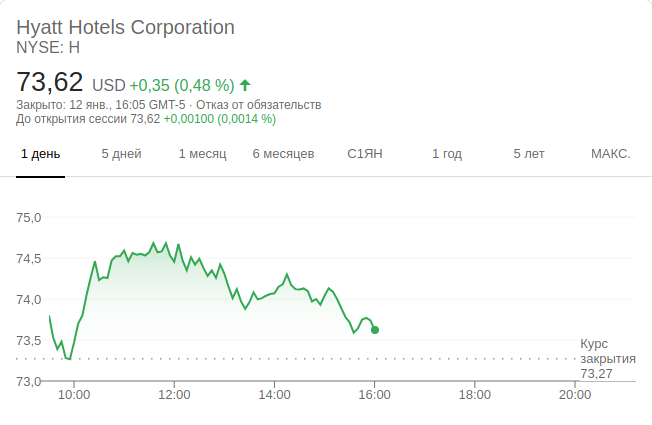 Hyatt Hotels Corporation
NYSE: H
73,62 USD +0,35 (0,48 %)
Закрыто: 12 янв., 16:05 GMT-5 · Отказ от обязательств
До открытия сессии 73,62 +0,00100 (0,0014 %)
1 день 5 дней 1 месяц 6 месяцев С1ЯН 1 год 5 лет МАКС.
75,0
74,5
74,0
73,5
73,0
Курс
закрытия
73,27
10:00 12:00 14:00 16:00 18:00 20:00